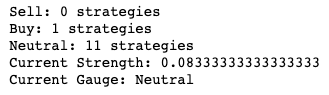 Sell: 0 strategies
Buy: 1 strategies
Neutral: 11 strategies
Current Strength: 0.08333333333333333
Current Gauge: Neutral